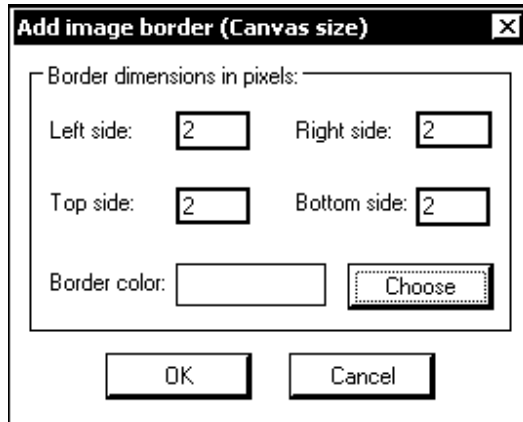 Add image border (Canvas size)
Border dimensions in pixels:
Left side: 2 Right side: 2
Top side: 2 Bottom side: 2
Border color: Choose
OK Cancel